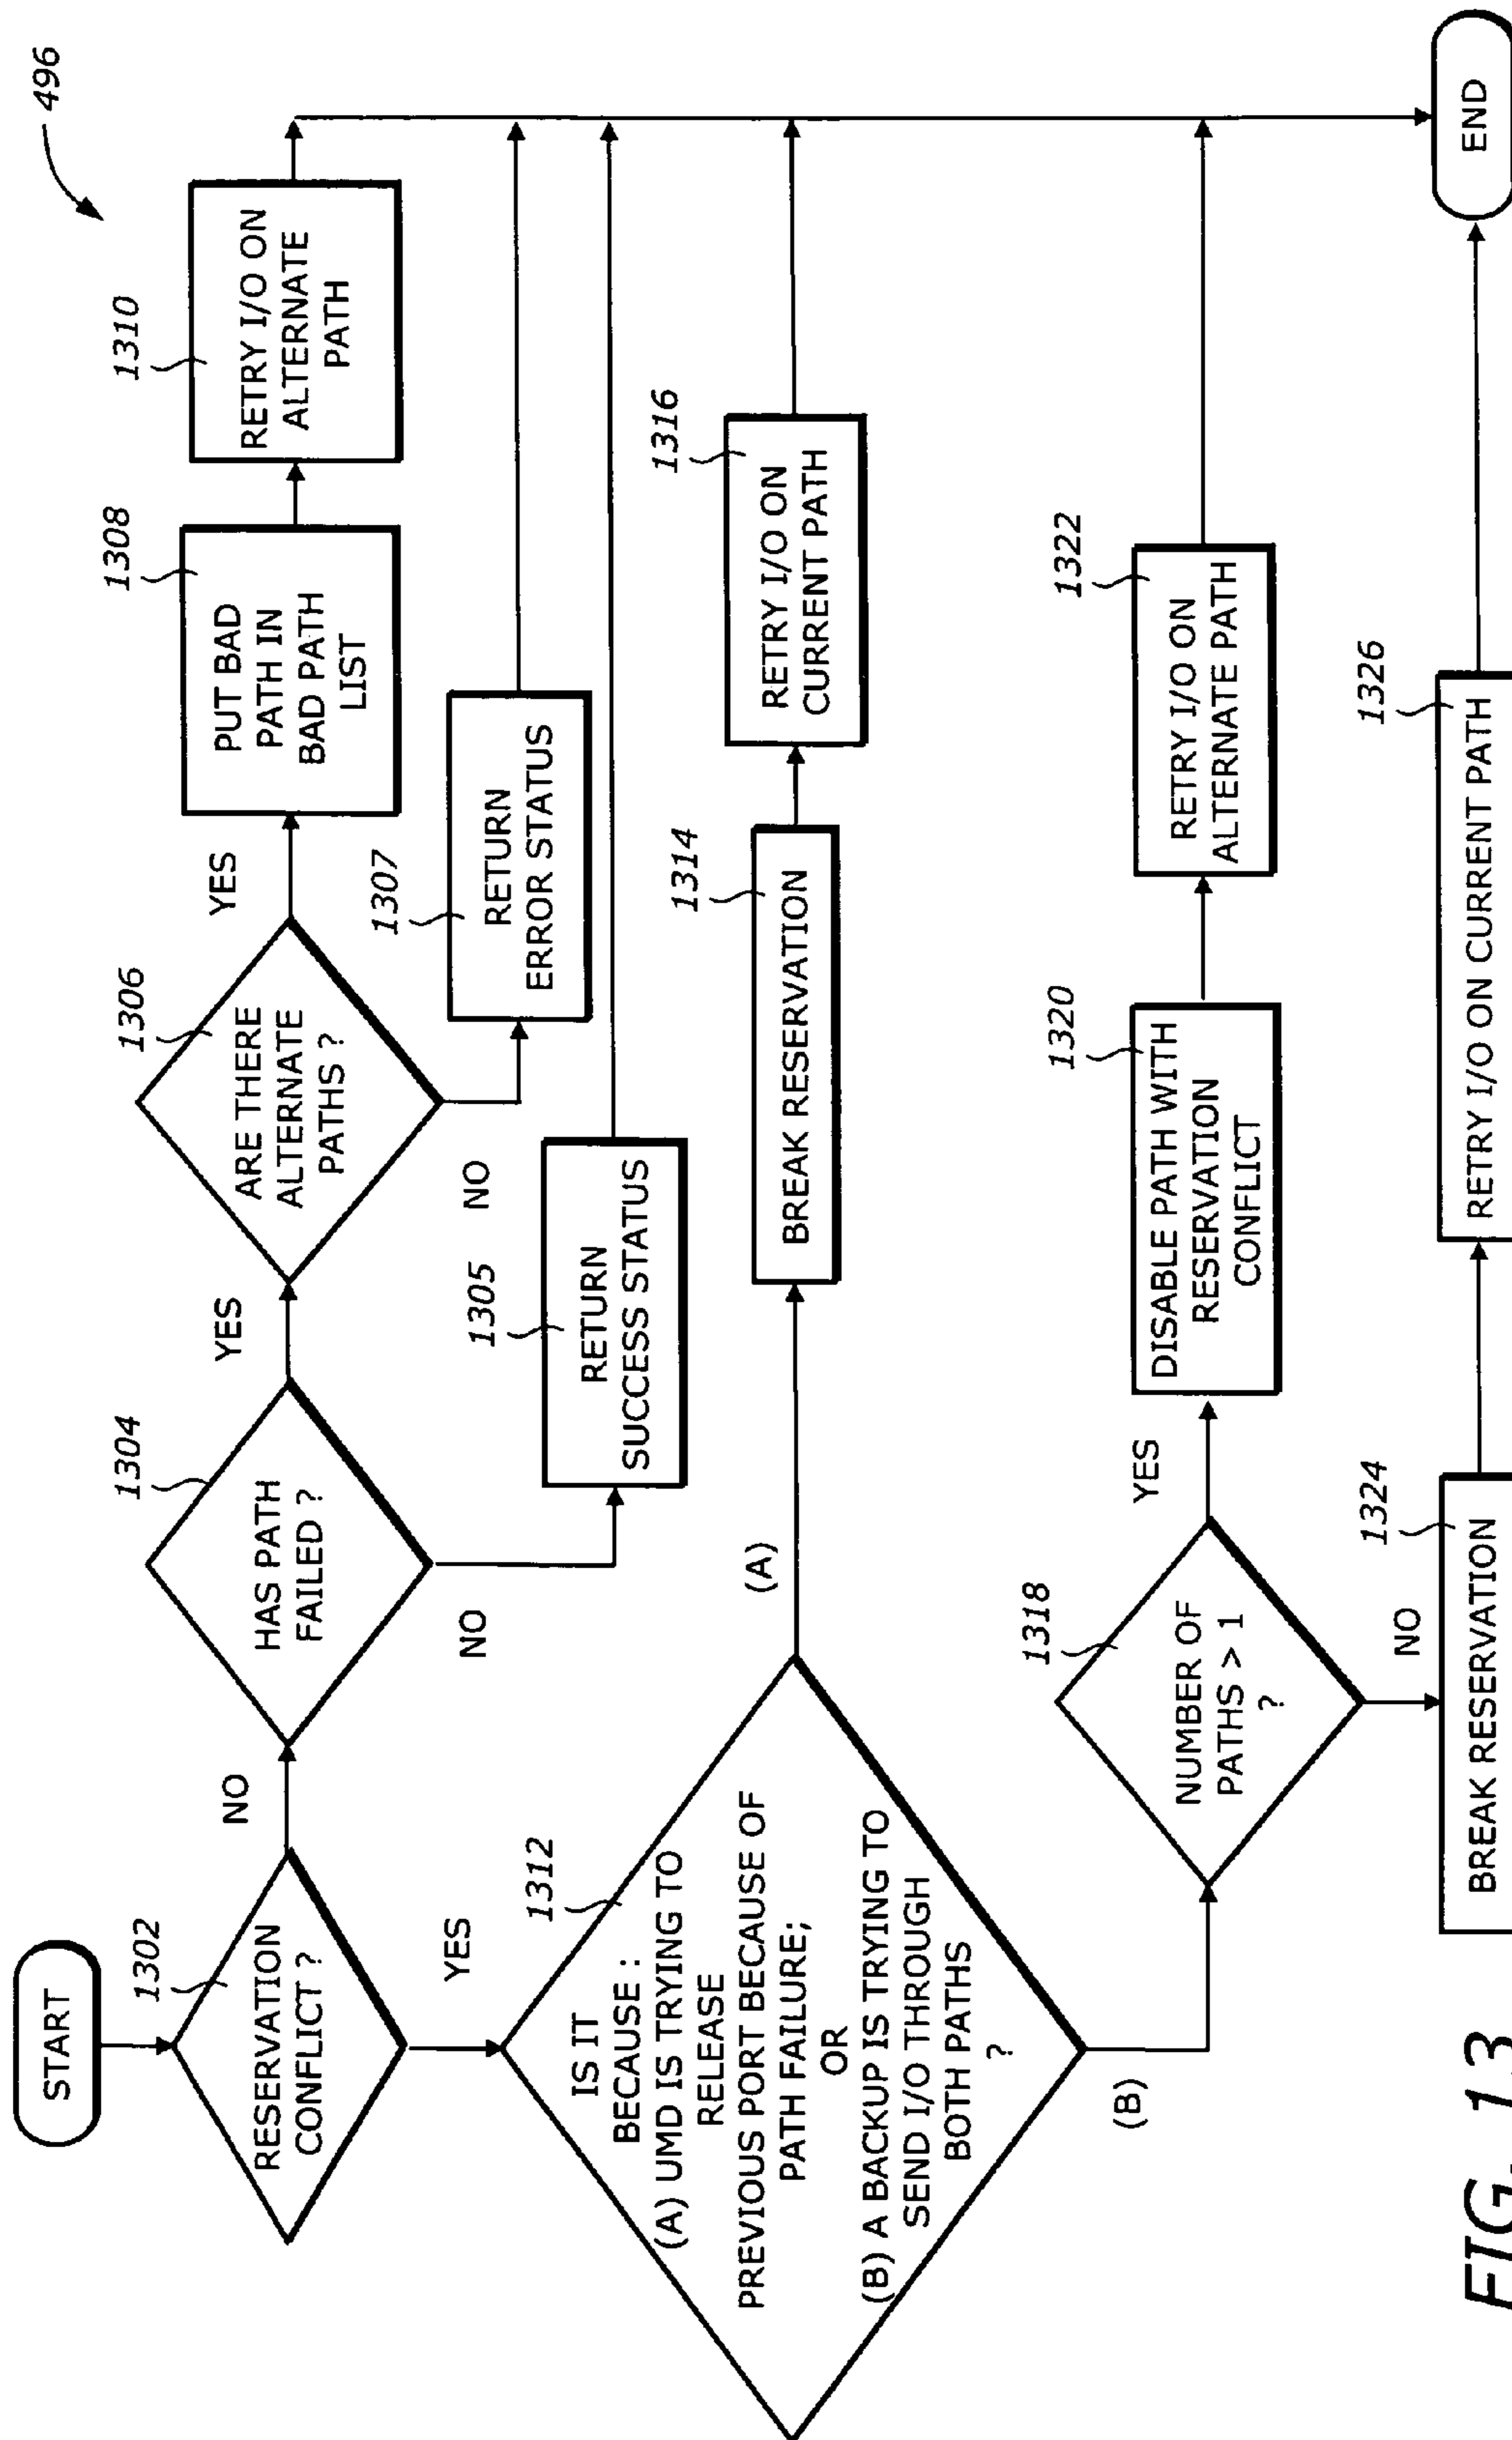 496
START
1302
RESERVATION
CONFLICT ?
NO
YES
1304
HAS PATH
FAILED ?
YES
NO
1306
ARE THERE
ALTERNATE
PATHS ?
YES
NO
1308
PUT BAD
PATH IN
BAD PATH
LIST
1310
RETRY I/O ON
ALTERNATE
PATH
1307
RETURN
ERROR STATUS
1305
RETURN
SUCCESS STATUS
1312
IS IT
BECAUSE :
(A) UMD IS TRYING TO
RELEASE
PREVIOUS PORT BECAUSE OF
PATH FAILURE;
OR
(B) A BACKUP IS TRYING TO
SEND I/O THROUGH
BOTH PATHS
?
(A)
1314
BREAK RESERVATION
1316
RETRY I/O ON
CURRENT PATH
(B)
1318
NUMBER OF
PATHS > 1
?
YES
NO
1320
DISABLE PATH WITH
RESERVATION
CONFLICT
1322
RETRY I/O ON
ALTERNATE PATH
1324
BREAK RESERVATION
1326
RETRY I/O ON CURRENT PATH
END
FIG. 13